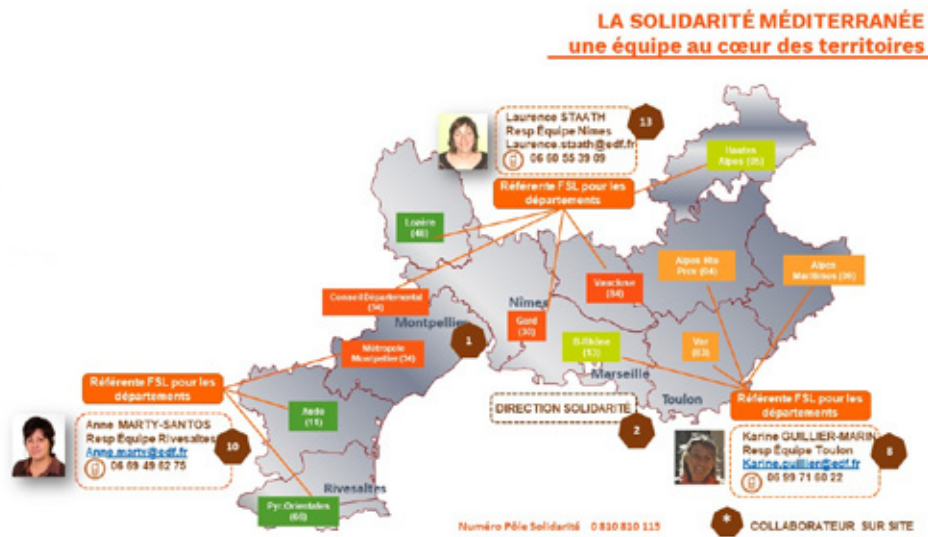 LA SOLIDARITÉ MÉDITERRANÉE
une équipe au cœur des territoires
Laurence STAATH
Resp Équipe Nîmes
Laurence.staath@edf.fr
06 60 55 39 09
13
Référente FSL pour les
départements
Hautes
Alpes (05)
Lozère
(48)
Alpes Hte
Prce (04)
Alpes
Maritimes (06)
Vaucluse
(84)
Conseil Départemental
(34)
Nîmes
Gard
(30)
Montpellier
Métropole
Montpellier (34)
1
B-Rhône
(13)
Var
(83)
Marseille
Toulon
Référente FSL pour les
départements
Anne MARTY-SANTOS
Resp Équipe Rivesaltes
Anne.marty@edf.fr
06 69 49 62 75
10
Aude
Rivesaltes
Pyr.Orientales
(66)
DIRECTION SOLIDARITÉ
2
Référente FSL pour les
départements
Karine GUILLIER-MARIN
Resp Équipe Toulon
Karine.guillier@edf.fr
06 99 71 60 22
8
Numéro Pôle Solidarité 0 810 810 115
* COLLABORATEUR SUR SITE